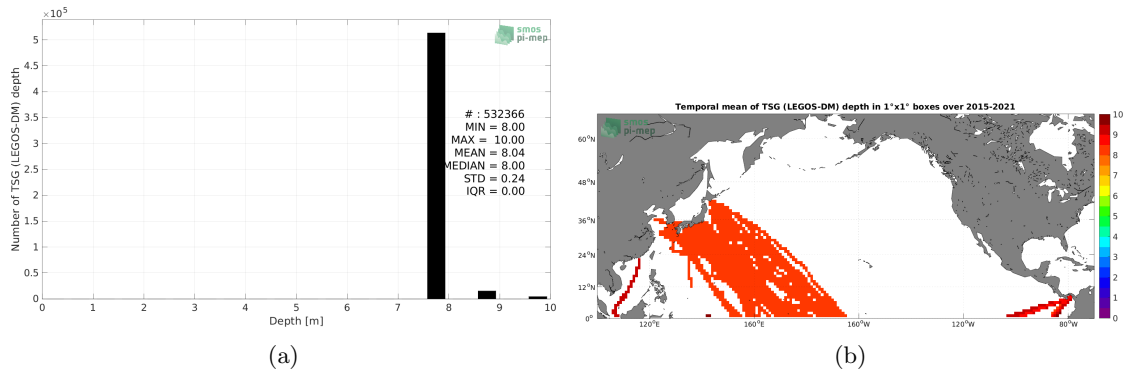 ×10⁵
smos
pi-mep
5
4.5
4
3.5
3
2.5
2
1.5
1
0.5
0
Number of TSG (LEGOS-DM) depth
# : 532366
MIN = 8.00
MAX = 10.00
MEAN = 8.04
MEDIAN = 8.00
STD = 0.24
IQR = 0.00
0 1 2 3 4 5 6 7 8 9 10
Depth [m]
(a)
Temporal mean of TSG (LEGOS-DM) depth in 1°x1° boxes over 2015-2021
smos
pi-mep
60°N
48°N
36°N
24°N
12°N
0°
120°E 160°E 160°W 120°W 80°W
10
9
8
7
6
5
4
3
2
1
0
(b)